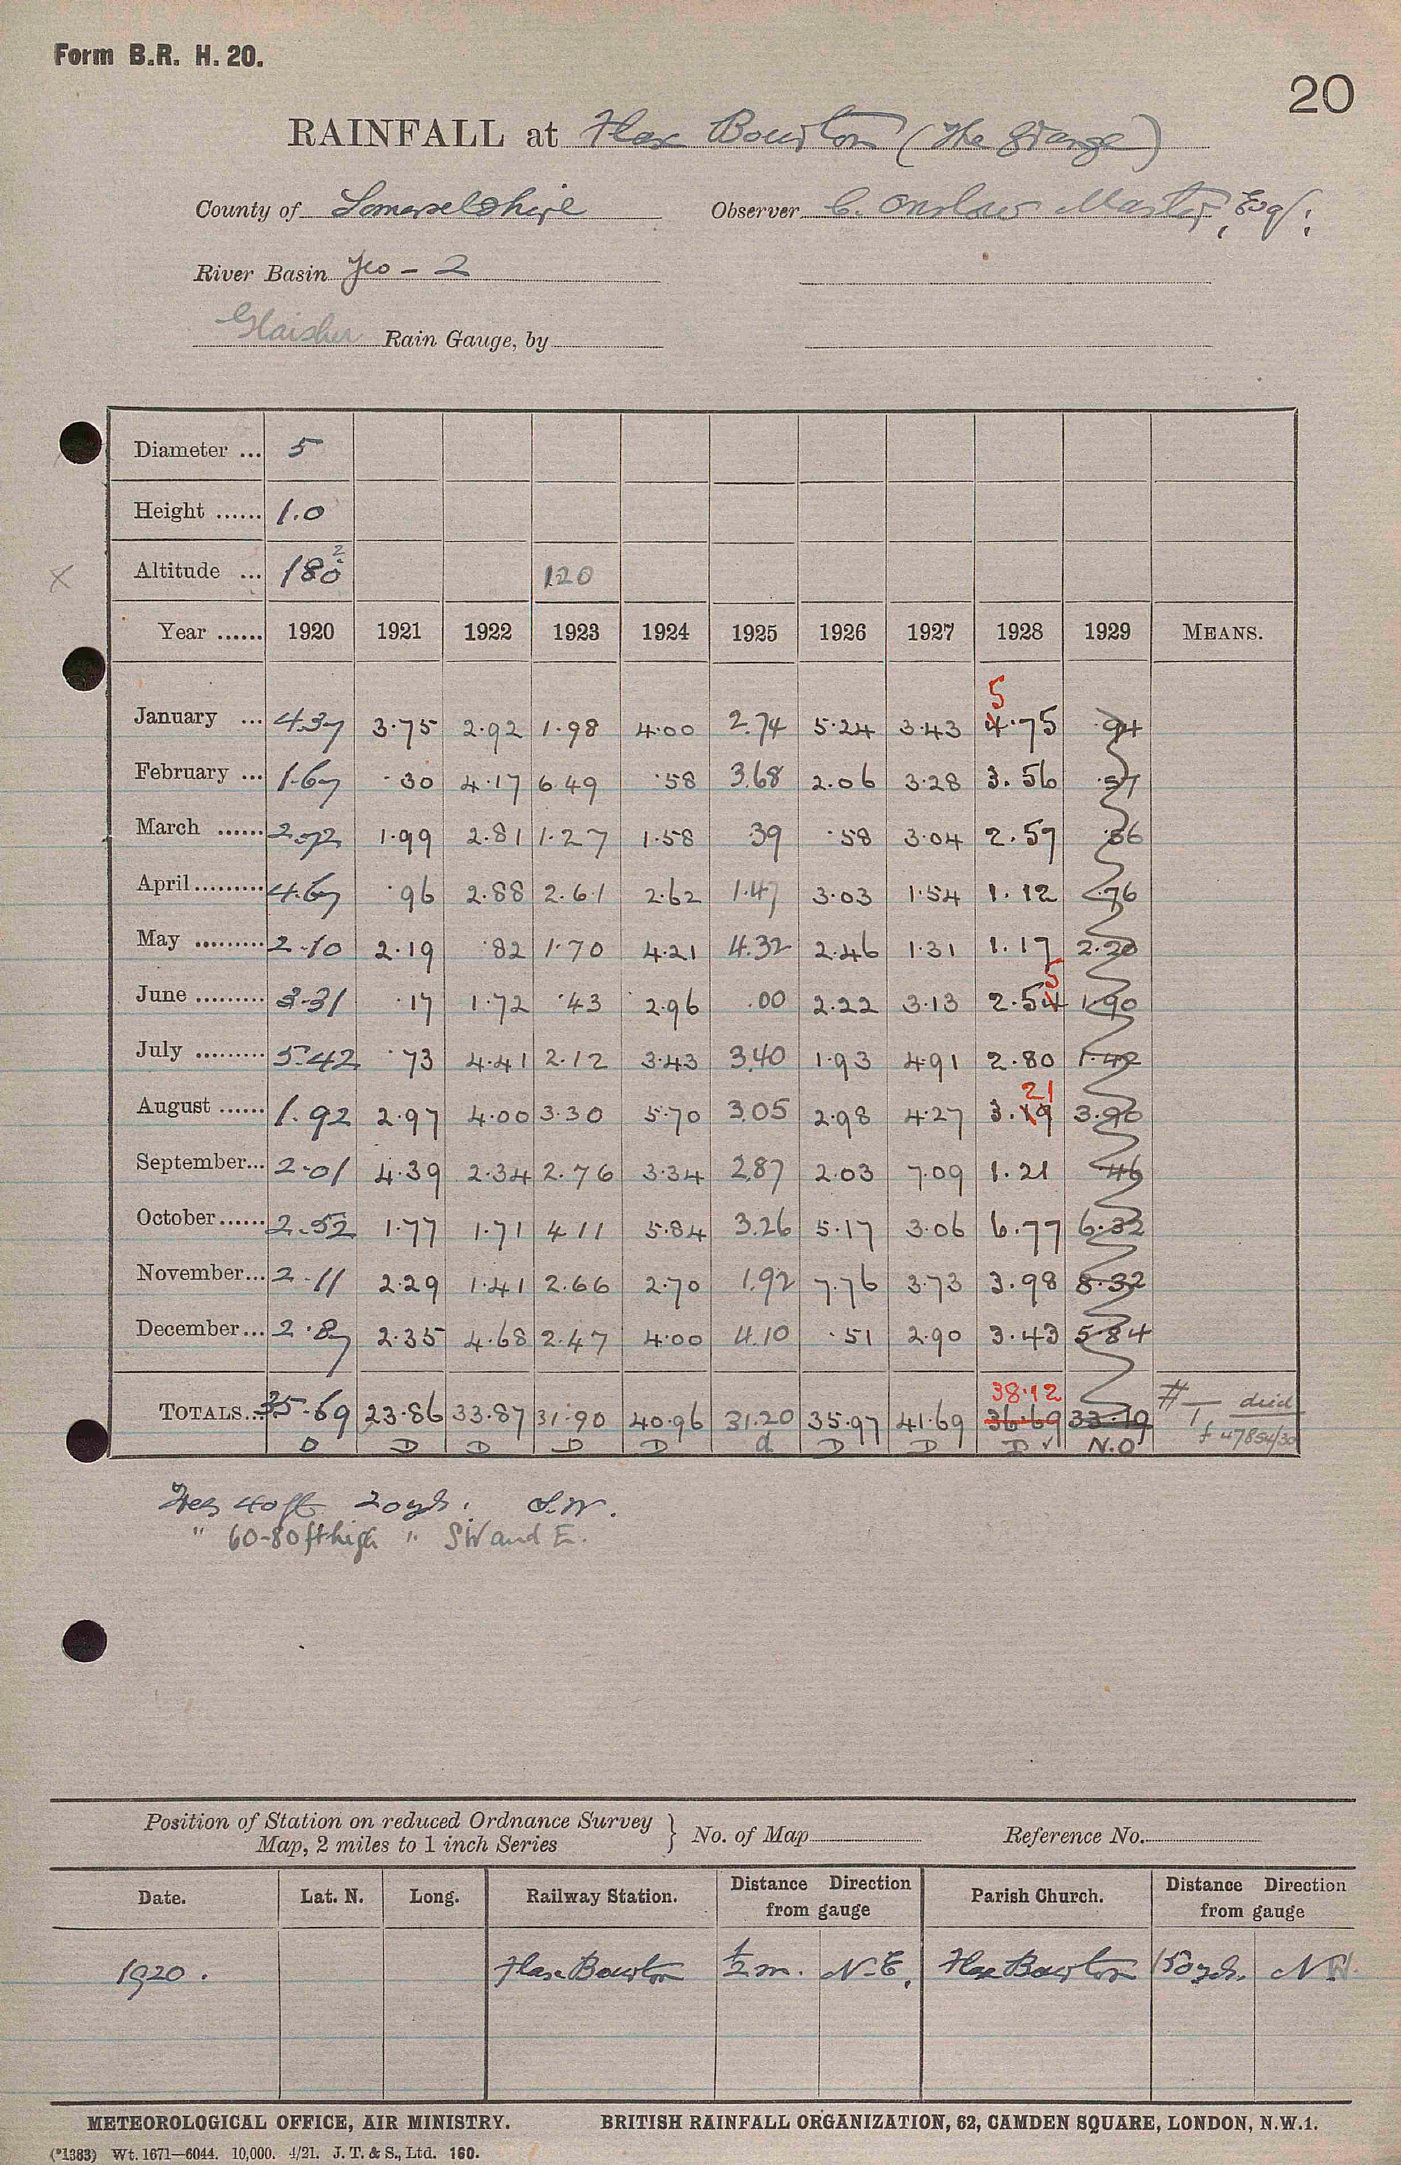 Form B.R. H. 20.
20
RAINFALL at Flax Bourton (The Grange)
County of Somersetshire Observer C. Onslow Master, Esq:
River Basin Yeo - 2
Glaisher Rain Gauge, by
Diameter ... 5
Height ...... 1.0
2
Altitude ... 180 120
Year ...... 1920 1921 1922 1923 1924 1925 1926 1927 1928 1929 MEANS.
5
January ... 4.37 3.75 2.92 1.98 4.00 2.74 5.24 3.43 4.75 .94
February ... 1.67 .30 4.17 6.49 .58 3.68 2.06 3.28 3.56 .57
March ...... 2.72 1.99 2.81 1.27 1.58 .39 .58 3.04 2.57 .86
April ......... 4.67 .96 2.88 2.61 2.62 1.47 3.03 1.54 1.12 .76
May ......... 2.10 2.19 .82 1.70 4.21 4.32 2.46 1.31 1.17 2.20
5
June ......... 3.31 .17 1.72 .43 2.96 .00 2.22 3.13 2.54 1.90
July ......... 5.42 .73 4.41 2.12 3.43 3.40 1.93 4.91 2.80 1.42
21
August ...... 1.92 2.97 4.00 3.30 5.70 3.05 2.98 4.27 3.19 3.90
September ... 2.01 4.39 2.34 2.76 3.34 2.87 2.03 7.09 1.21 .46
October ...... 2.52 1.77 1.71 4.11 5.84 3.26 5.17 3.06 6.77 6.32
November ... 2.11 2.29 1.41 2.66 2.70 1.92 7.76 3.73 3.98 8.32
December ... 2.87 2.35 4.68 2.47 4.00 4.10 .51 2.90 3.43 5.84
38.12
TOTALS ... 35.69 23.86 33.87 31.90 40.96 31.20 35.97 41.69 36.69 33.19 died
D D D D D d D D D ✓ N.O
Trees 40 ft 20 yds. S.W.
" 60-80 ft high " SW and E.
Position of Station on reduced Ordnance Survey
Map, 2 miles to 1 inch Series } No. of Map Reference No.
Date. Lat. N. Long. Railway Station. Distance Direction from gauge Parish Church. Distance Direction from gauge
1920. Flax Bourton ½ m. N.E. Flax Bourton 150 yds. N.W.
METEOROLOGICAL OFFICE, AIR MINISTRY. BRITISH RAINFALL ORGANIZATION, 62, CAMDEN SQUARE, LONDON, N.W.1.
(*1383) Wt. 1671—6044. 10,000. 4/21. J. T. & S., Ltd. 160.